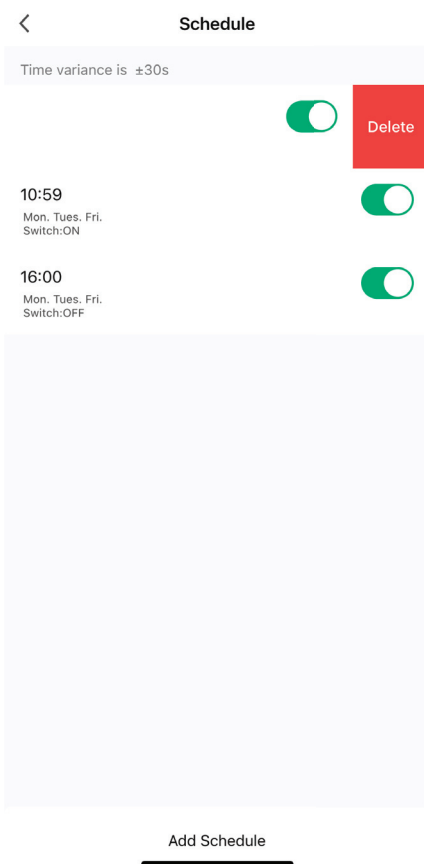 Schedule
Time variance is ±30s
Delete
10:59
Mon. Tues. Fri.
Switch:ON
16:00
Mon. Tues. Fri.
Switch:OFF
Add Schedule